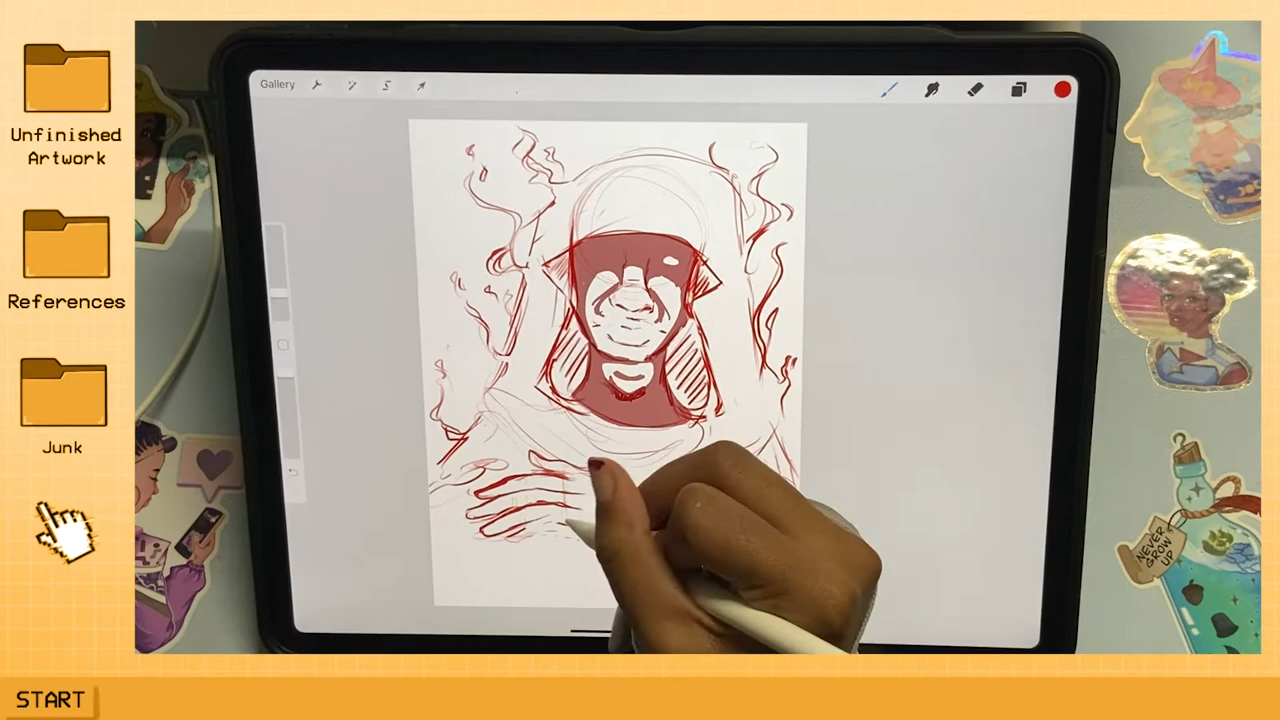 Unfinished
Artwork
References
Junk
START
Gallery
NEVER
GROW
UP